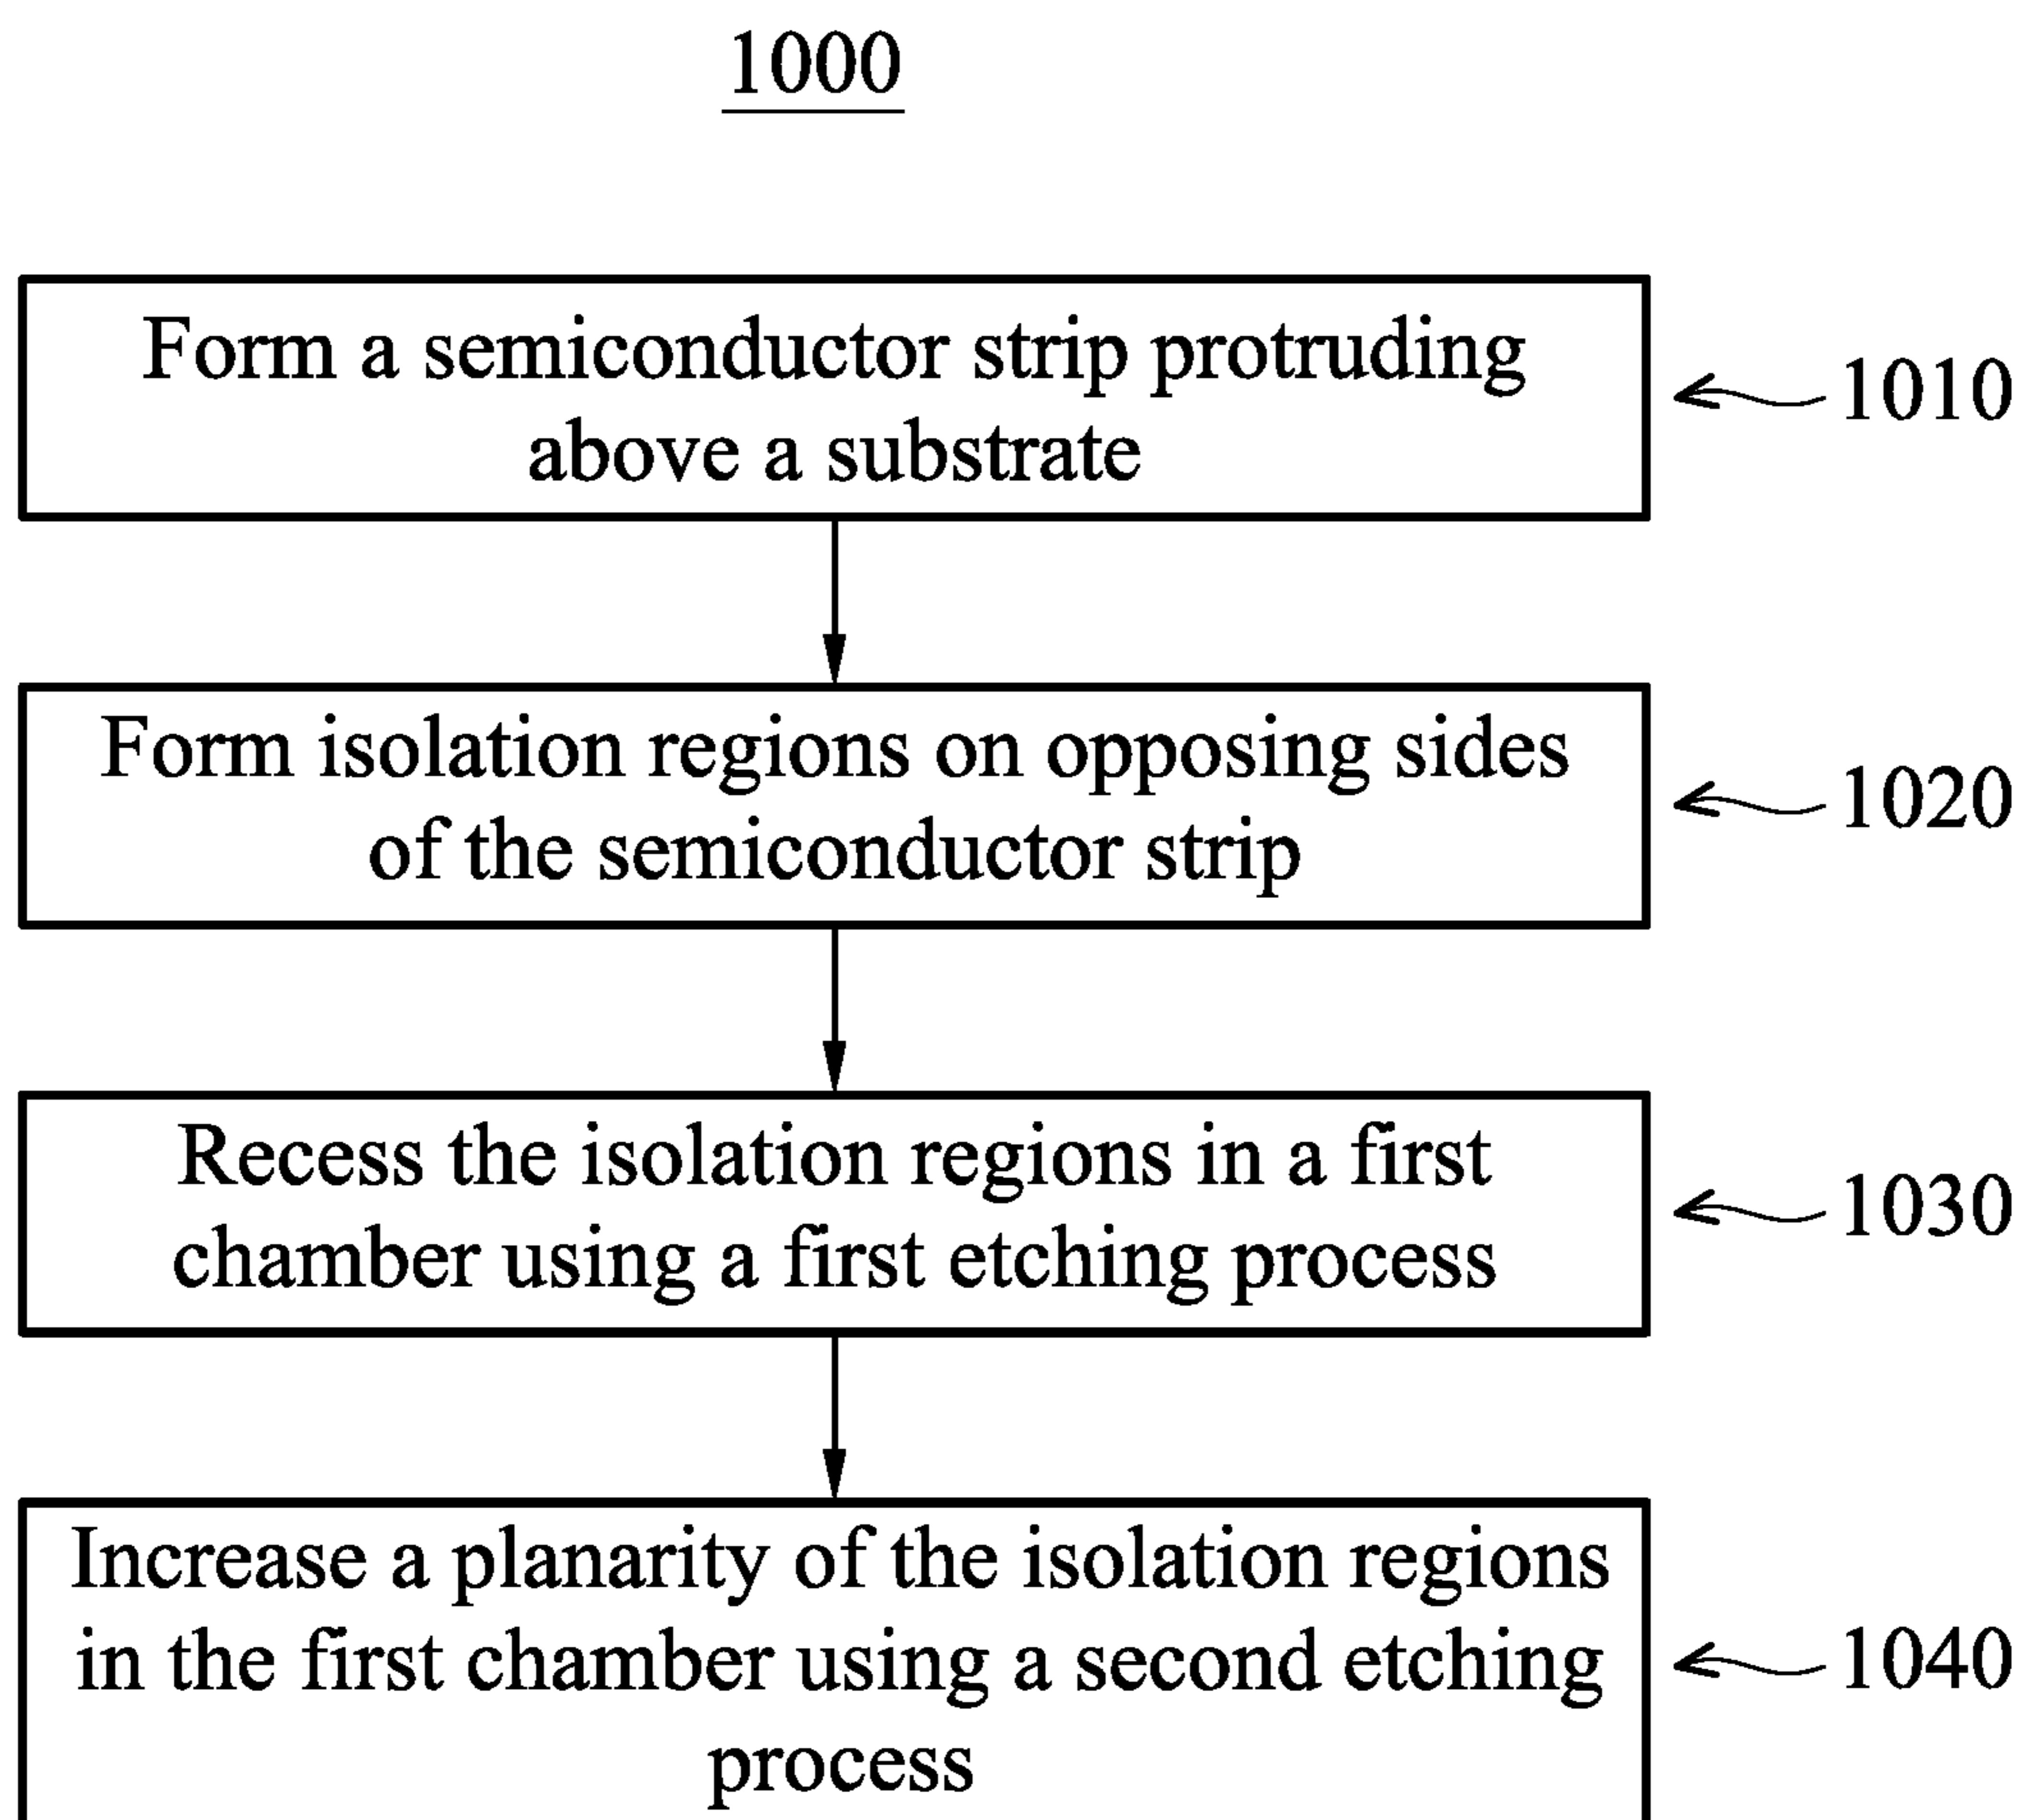 1000
Form a semiconductor strip protruding
above a substrate
1010
Form isolation regions on opposing sides
of the semiconductor strip
1020
Recess the isolation regions in a first
chamber using a first etching process
1030
Increase a planarity of the isolation regions
in the first chamber using a second etching
process
1040